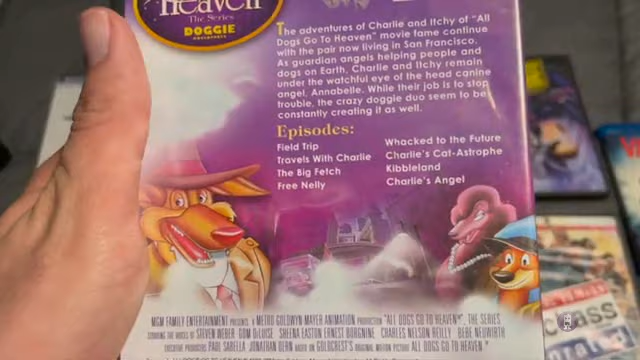 Heaven
The Series
DOGGIE
ADVENTURES
The adventures of Charlie and Itchy of "All
Dogs Go To Heaven" movie fame continue
with the pair now living in San Francisco.
As guardian angels helping people and
dogs on Earth, Charlie and Itchy remain
under the watchful eye of the head canine
angel, Annabelle. While their job is to stop
trouble, the crazy doggie duo seem to be
constantly creating it as well.
Episodes:
Field Trip
Travels With Charlie
The Big Fetch
Free Nelly
Whacked to the Future
Charlie's Cat-Astrophe
Kibbleland
Charlie's Angel
MGM FAMILY ENTERTAINMENT PRESENTS A METRO GOLDWYN MAYER ANIMATION PRODUCTION "ALL DOGS GO TO HEAVEN", THE SERIES
STARRING THE VOICES OF STEVEN WEBER DOM DeLUISE SHEENA EASTON ERNEST BORGNINE CHARLES NELSON REILLY BEBE NEUWIRTH
EXECUTIVE PRODUCERS PAUL SABELLA JONATHAN DERN BASED ON GOLDCREST'S ORIGINAL MOTION PICTURE ALL DOGS GO TO HEAVEN
class